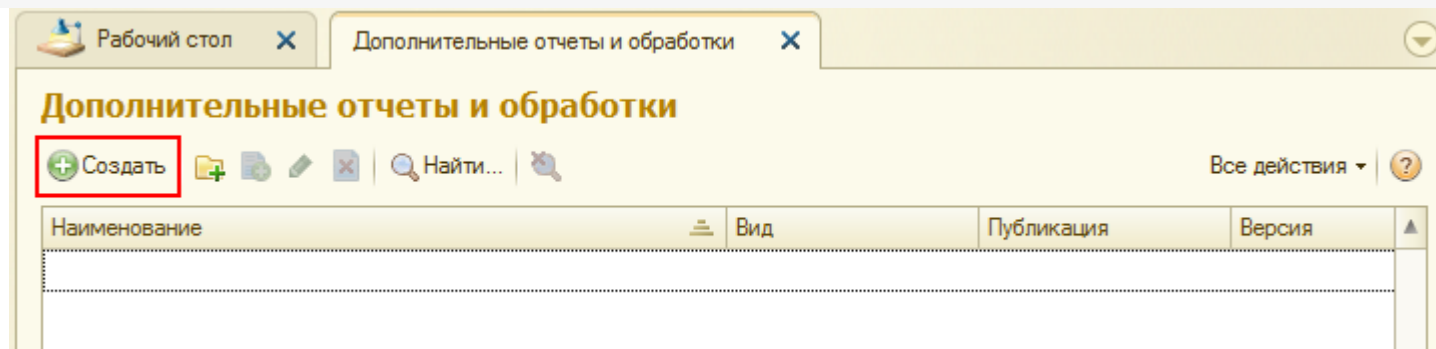 Рабочий стол Дополнительные отчеты и обработки
Дополнительные отчеты и обработки
Создать Найти... Все действия
Наименование Вид Публикация Версия